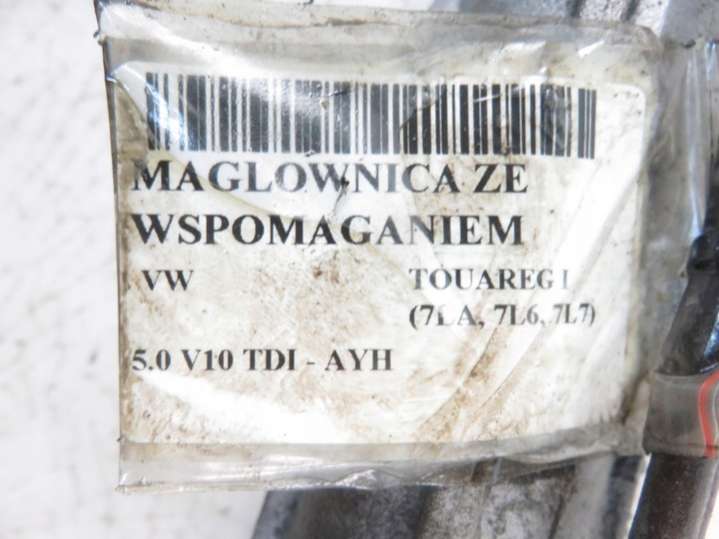 MAGLOWNICA ZE
WSPOMAGANIEM
VW TOUAREG I
(7LA, 7L6, 7L7)
5.0 V10 TDI - AYH